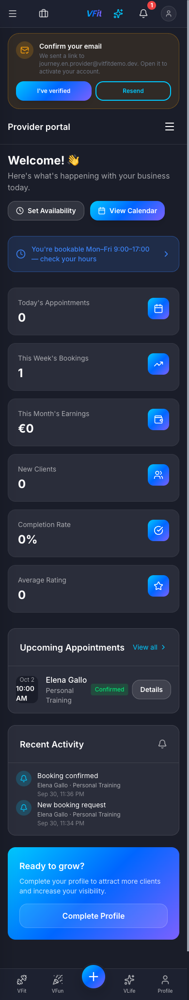 VFit
1
Confirm your email
We sent a link to
journey.en.provider@vitfitdemo.dev. Open it to
activate your account.
I've verified
Resend
Provider portal
Welcome! 👋
Here's what's happening with your business
today.
Set Availability
View Calendar
You're bookable Mon–Fri 9:00–17:00
— check your hours
Today's Appointments
0
This Week's Bookings
1
This Month's Earnings
€0
New Clients
0
Completion Rate
0%
Average Rating
0
Upcoming Appointments
View all
Oct 2
10:00
AM
Elena Gallo
Personal
Training
Confirmed
Details
Recent Activity
Booking confirmed
Elena Gallo · Personal Training
Sep 30, 11:36 PM
New booking request
Elena Gallo · Personal Training
Sep 30, 11:34 PM
Ready to grow?
Complete your profile to attract more clients
and increase your visibility.
Complete Profile
VFit
VFun
VLife
Profile